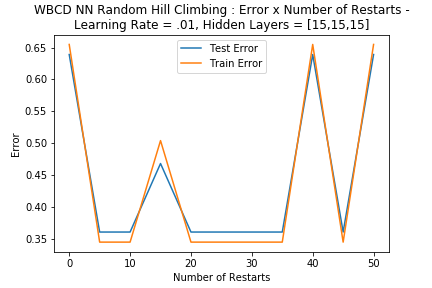 WBCD NN Random Hill Climbing : Error x Number of Restarts -
Learning Rate = .01, Hidden Layers = [15,15,15]
Test Error
Train Error
0.65
0.60
0.55
0.50
0.45
0.40
0.35
Error
0 10 20 30 40 50
Number of Restarts